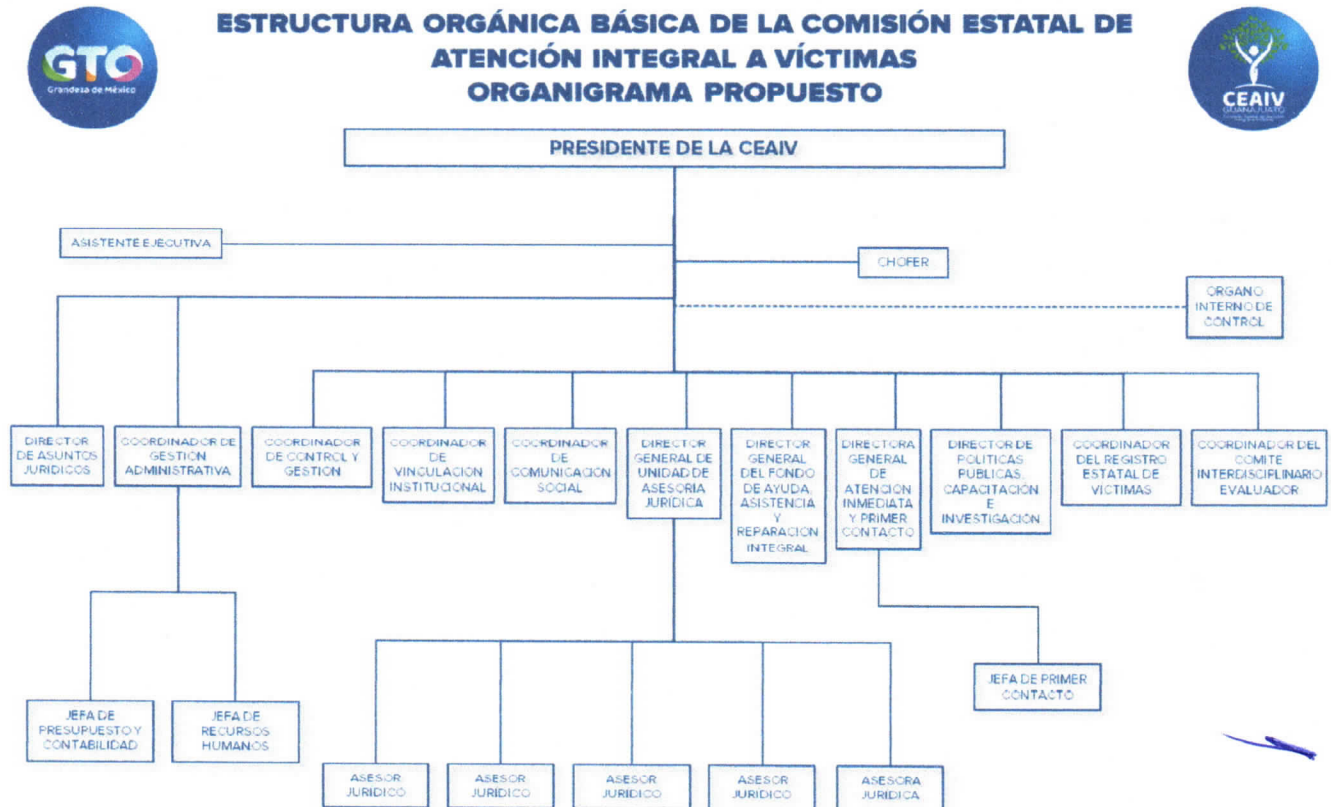 ESTRUCTURA ORGÁNICA BÁSICA DE LA COMISIÓN ESTATAL DE
ATENCIÓN INTEGRAL A VÍCTIMAS
ORGANIGRAMA PROPUESTO
GTO
Grandeza de México
CEAIV
GUANAJUATO
PRESIDENTE DE LA CEAIV
ASISTENTE EJECUTIVA
CHOFER
ORGANO
INTERNO DE
CONTROL
DIRECTOR
DE ASUNTOS
JURIDICOS
COORDINADOR DE
GESTION
ADMINISTRATIVA
COORDINADOR
DE CONTROL Y
GESTION
COORDINADOR
DE
VINCULACION
INSTITUCIONAL
COORDINADOR
DE
COMUNICACION
SOCIAL
DIRECTOR
GENERAL DE
UNIDAD DE
ASESORIA
JURIDICA
DIRECTOR
GENERAL
DEL FONDO
DE AYUDA,
ASISTENCIA
Y
REPARACION
INTEGRAL
DIRECTORA
GENERAL
DE
ATENCION
INMEDIATA
Y PRIMER
CONTACTO
DIRECTOR DE
POLITICAS
PUBLICAS,
CAPACITACIÓN
E
INVESTIGACIÓN
COORDINADOR
DEL REGISTRO
ESTATAL DE
VICTIMAS
COORDINADOR DEL
COMITE
INTERDISCIPLINARIO
EVALUADOR
JEFA DE
PRESUPUESTO Y
CONTABILIDAD
JEFA DE
RECURSOS
HUMANOS
JEFA DE PRIMER
CONTACTO
ASESOR
JURIDICO
ASESOR
JURIDICO
ASESOR
JURIDICO
ASESOR
JURIDICO
ASESORA
JURIDICA